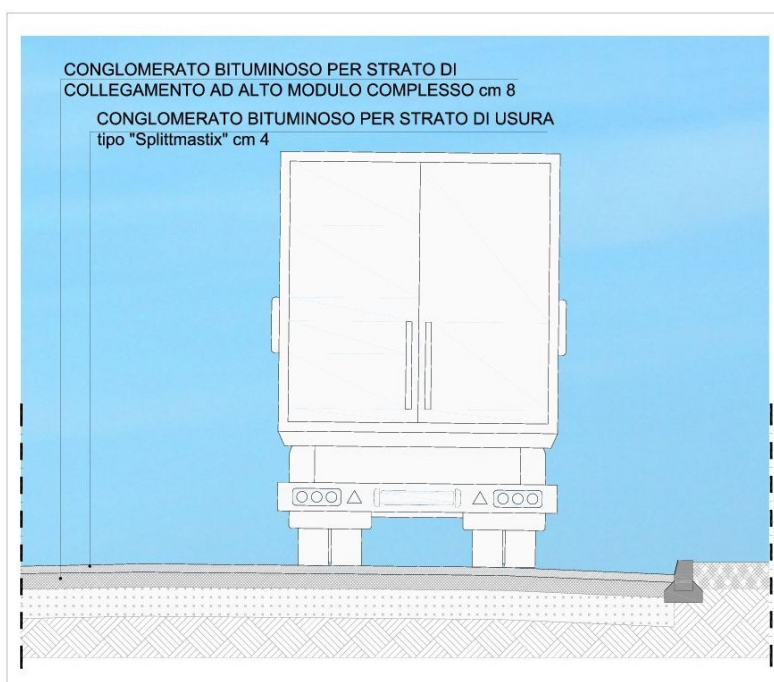 CONGLOMERATO BITUMINOSO PER STRATO DI
COLLEGAMENTO AD ALTO MODULO COMPLESSO cm 8
CONGLOMERATO BITUMINOSO PER STRATO DI USURA
tipo "Splittmastix" cm 4